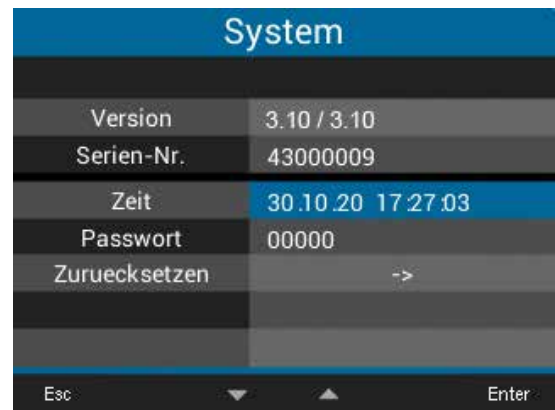 System
Version 3.10 / 3.10
Serien-Nr. 43000009
Zeit 30.10.20 17:27:03
Passwort 00000
Zuruecksetzen ->
Esc Enter